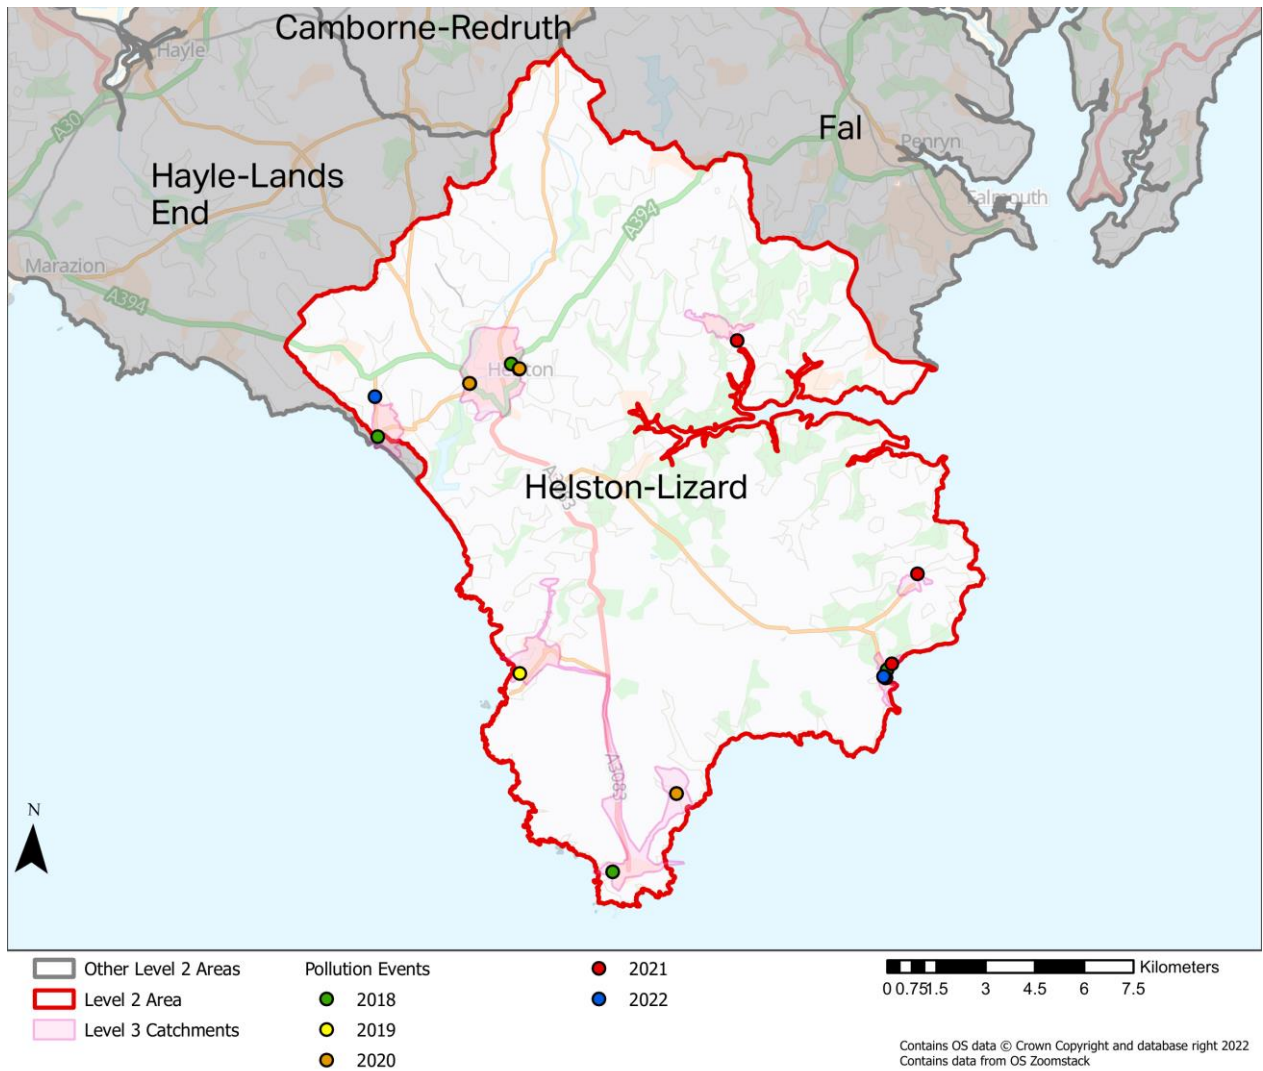 Camborne-Redruth
Hayle
A30
Fal
Penryn
Hayle-Lands
End
Falmouth
A394
Marazion
A394
Helston
A3083
Helston-Lizard
A3083
N
Other Level 2 Areas
Level 2 Area
Level 3 Catchments
Pollution Events
2018
2019
2020
2021
2022
Kilometers
0 0.751.5 3 4.5 6 7.5
Contains OS data © Crown Copyright and database right 2022
Contains data from OS Zoomstack